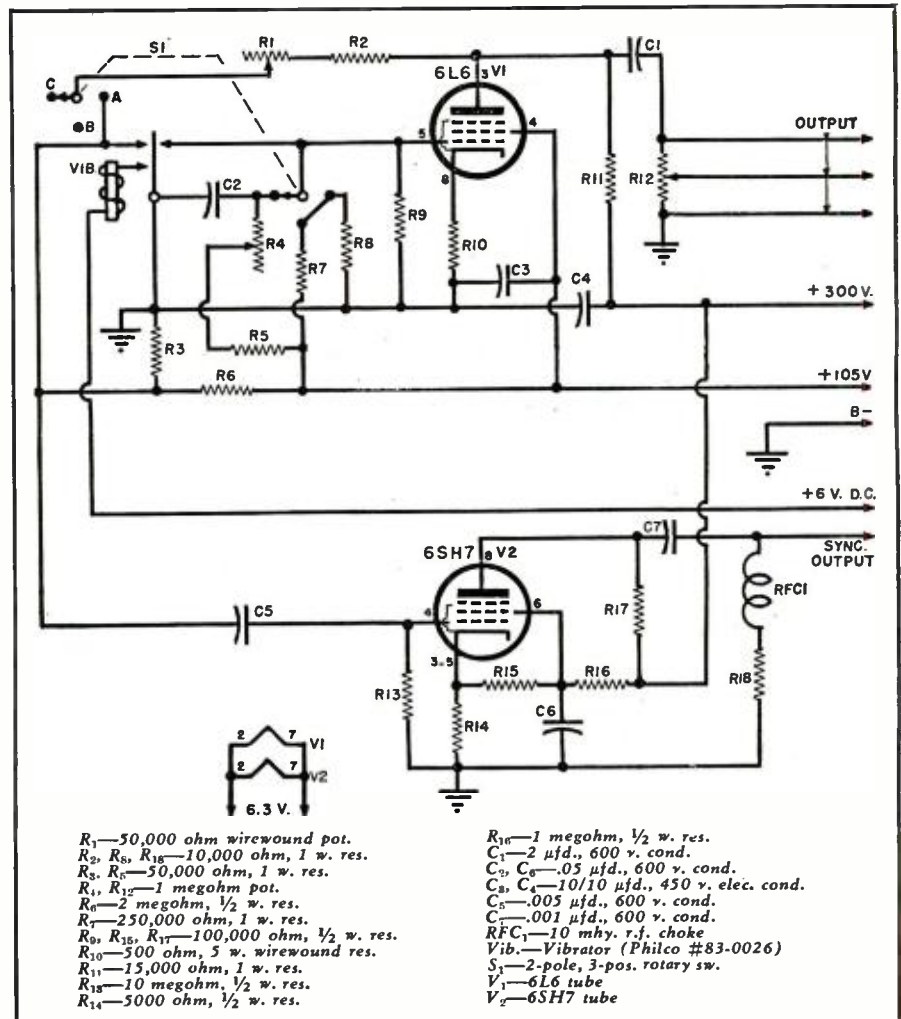 S1
R1
R2
C1
6L6
3
V1
C
A
B
5
4
8
OUTPUT
VIB
C2
R4
R7
R8
R9
R10
C3
C4
R11
R12
+300 V.
R3
R5
R6
+105V
B-
+6 V. D.C.
6SH7
8
V2
C7
SYNC.
OUTPUT
C5
4
6
3-5
R13
R14
R15
R16
C6
R17
RFC1
R18
2
7
V1
2
7
V2
6.3 V.
R₁—50,000 ohm wirewound pot.
R₂, R₈, R₁₈—10,000 ohm, 1 w. res.
R₃, R₅—50,000 ohm, 1 w. res.
R₄, R₁₂—1 megohm pot.
R₆—2 megohm, ½ w. res.
R₇—250,000 ohm, 1 w. res.
R₉, R₁₅, R₁₇—100,000 ohm, ½ w. res.
R₁₀—500 ohm, 5 w. wirewound res.
R₁₁—15,000 ohm, 1 w. res.
R₁₃—10 megohm, ½ w. res.
R₁₄—5000 ohm, ½ w. res.
R₁₆—1 megohm, ½ w. res.
C₁—2 μfd., 600 v. cond.
C₂, C₆—.05 μfd., 600 v. cond.
C₃, C₄—10/10 μfd., 450 v. elec. cond.
C₅—.005 μfd., 600 v. cond.
C₇—.001 μfd., 600 v. cond.
RFC₁—10 mhy. r.f. choke
Vib.—Vibrator (Philco #83-0026)
S₁—2-pole, 3-pos. rotary sw.
V₁—6L6 tube
V₂—6SH7 tube